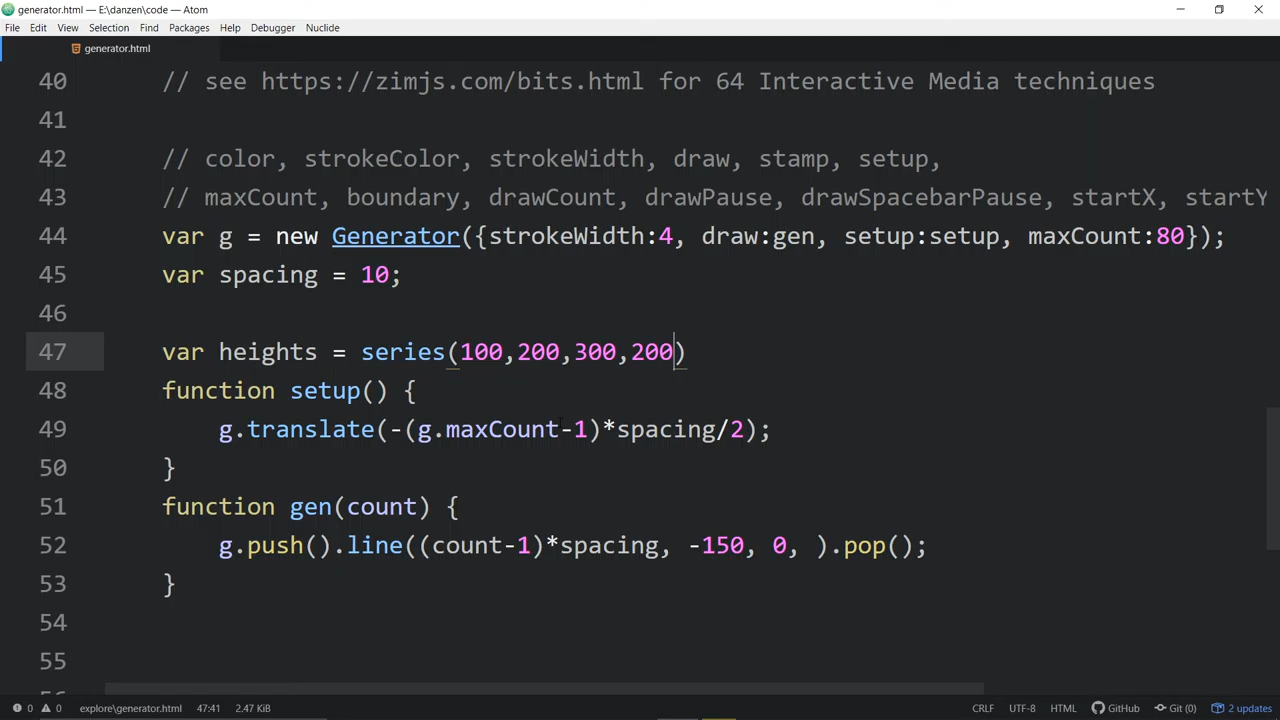 generator.html — E:\danzen\code — Atom
File Edit View Selection Find Packages Help Debugger Nuclide
generator.html
40 // see https://zimjs.com/bits.html for 64 Interactive Media techniques
41
42 // color, strokeColor, strokeWidth, draw, stamp, setup,
43 // maxCount, boundary, drawCount, drawPause, drawSpacebarPause, startX, startY
44 var g = new Generator({strokeWidth:4, draw:gen, setup:setup, maxCount:80});
45 var spacing = 10;
46
47 var heights = series(100,200,300,200)
48 function setup() {
49 g.translate(-(g.maxCount-1)*spacing/2);
50 }
51 function gen(count) {
52 g.push().line((count-1)*spacing, -150, 0, ).pop();
53 }
54
55
0 0 explore\generator.html 47:41 2.47 KiB CRLF UTF-8 HTML GitHub Git (0) 2 updates